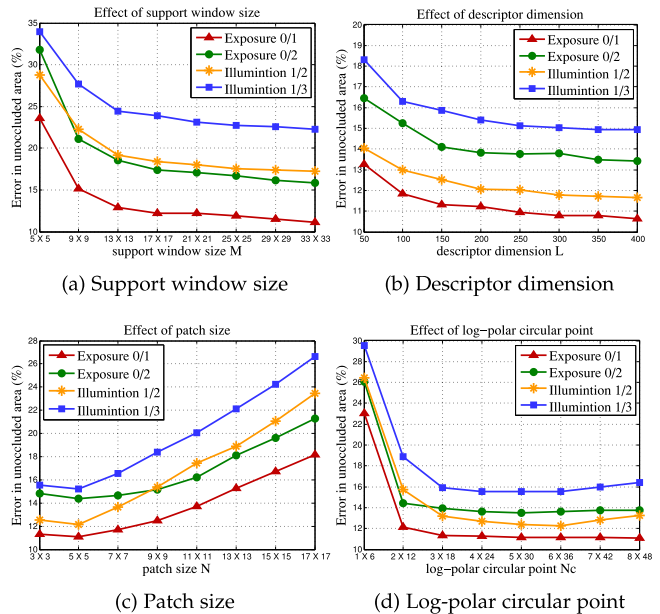 Effect of support window size
Error in unoccluded area (%)
35
30
25
20
15
10
Exposure 0/1
Exposure 0/2
Illumintion 1/2
Illumintion 1/3
5 X 5 9 X 9 13 X 13 17 X 17 21 X 21 25 X 25 29 X 29 33 X 33
support window size M
(a) Support window size
Effect of descriptor dimension
Error in unoccluded area (%)
20
19
18
17
16
15
14
13
12
11
10
Exposure 0/1
Exposure 0/2
Illumintion 1/2
Illumintion 1/3
50 100 150 200 250 300 350 400
descriptor dimension L
(b) Descriptor dimension
Effect of patch size
Error in unoccluded area (%)
28
26
24
22
20
18
16
14
12
10
Exposure 0/1
Exposure 0/2
Illumintion 1/2
Illumintion 1/3
3 X 3 5 X 5 7 X 7 9 X 9 11 X 11 13 X 13 15 X 15 17 X 17
patch size N
(c) Patch size
Effect of log-polar circular point
Error in unoccluded area (%)
30
28
26
24
22
20
18
16
14
12
10
Exposure 0/1
Exposure 0/2
Illumintion 1/2
Illumintion 1/3
1 X 6 2 X 12 3 X 18 4 X 24 5 X 30 6 X 36 7 X 42 8 X 48
log-polar circular point Nc
(d) Log-polar circular point